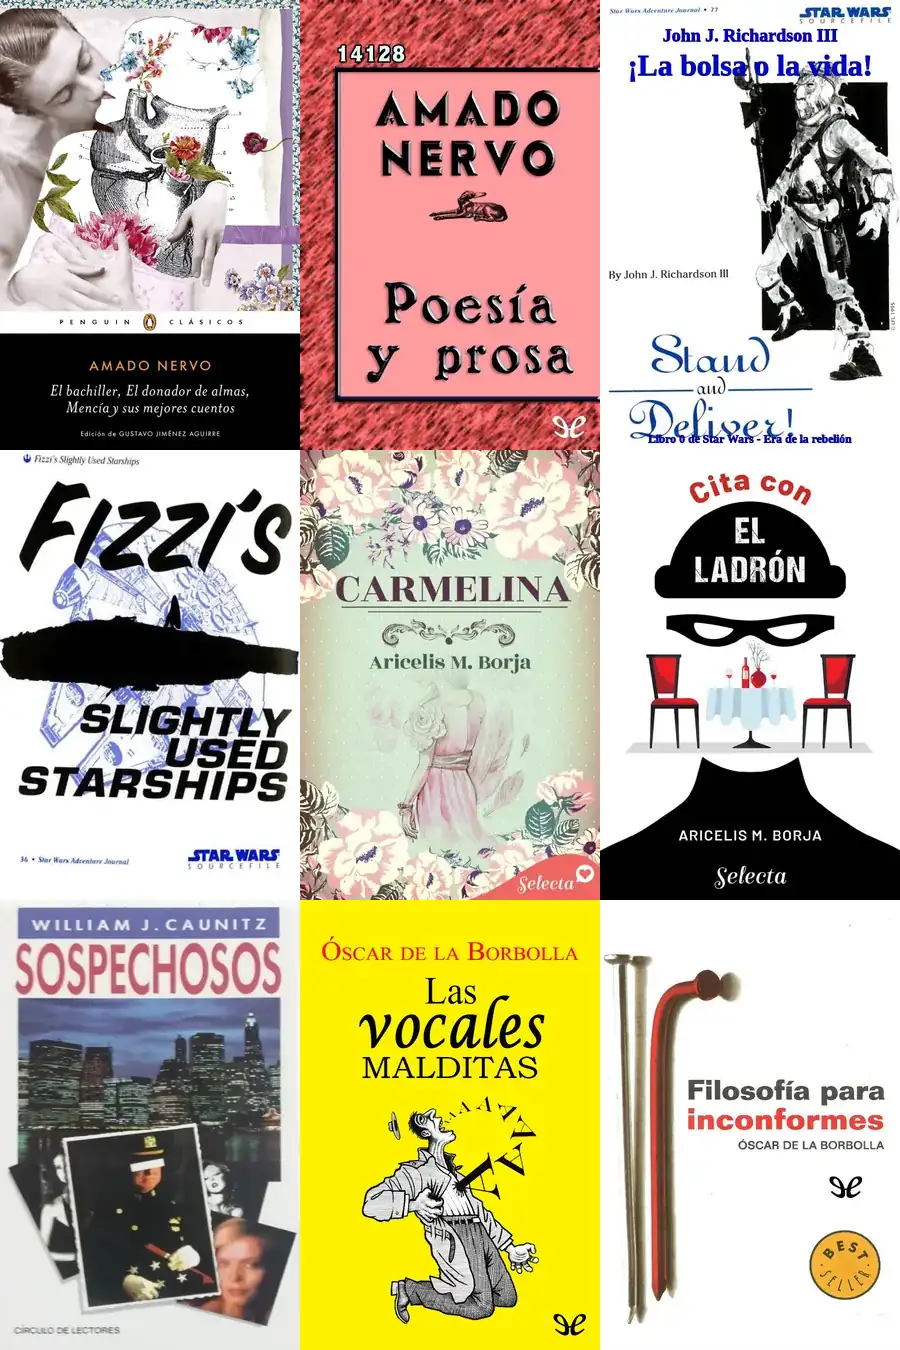 PENGUIN CLÁSICOS
AMADO NERVO
El bachiller, El donador de almas,
Mencía y sus mejores cuentos
Edición de GUSTAVO JIMÉNEZ AGUIRRE
14128
AMADO
NERVO
Poesía
y prosa
Star Wars Adventure Journal • 77
STAR WARS
SOURCEFILE
John J. Richardson III
¡La bolsa o la vida!
By John J. Richardson III
Stand
and
Deliver!
Libro 0 de Star Wars - Era de la rebelión
Fizzi's Slightly Used Starships
FIZZI'S
SLIGHTLY
USED
STARSHIPS
36 • Star Wars Adventure Journal
STAR WARS
SOURCEFILE
CARMELINA
Aricelis M. Borja
Selecta
Cita con
EL
LADRÓN
ARICELIS M. BORJA
Selecta
WILLIAM J. CAUNITZ
SOSPECHOSOS
CÍRCULO DE LECTORES
ÓSCAR DE LA BORBOLLA
Las
vocales
MALDITAS
A A A A A A A A
Filosofía para
inconformes
ÓSCAR DE LA BORBOLLA
BEST
SELLER